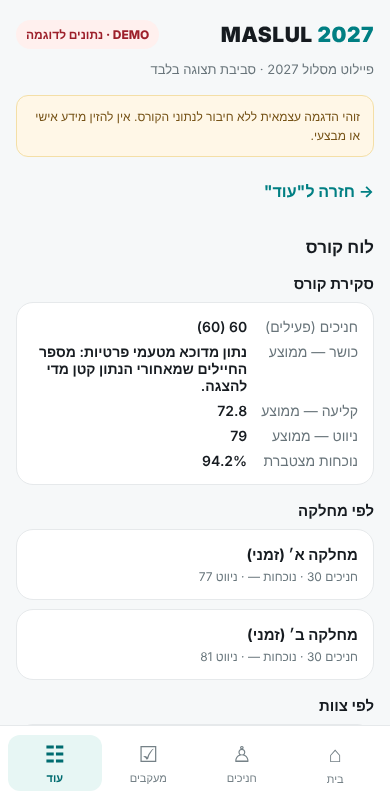 MASLUL 2027
DEMO · נתונים לדוגמה
פיילוט מסלול 2027 · סביבת תצוגה בלבד
זוהי הדגמה עצמאית ללא חיבור לנתוני הקורס. אין להזין מידע אישי
או מבצעי.
→ חזרה ל"עוד"
לוח קורס
סקירת קורס
חניכים (פעילים) 60 (60)
כושר — ממוצע נתון מדוכא מטעמי פרטיות: מספר
החיילים שמאחורי הנתון קטן מדי
להצגה.
קליעה — ממוצע 72.8
ניווט — ממוצע 79
נוכחות מצטברת 94.2%
לפי מחלקה
מחלקה א׳ (זמני)
חניכים 30 · נוכחות — · ניווט 77
מחלקה ב׳ (זמני)
חניכים 30 · נוכחות — · ניווט 81
לפי צוות
בית
חניכים
מעקבים
עוד